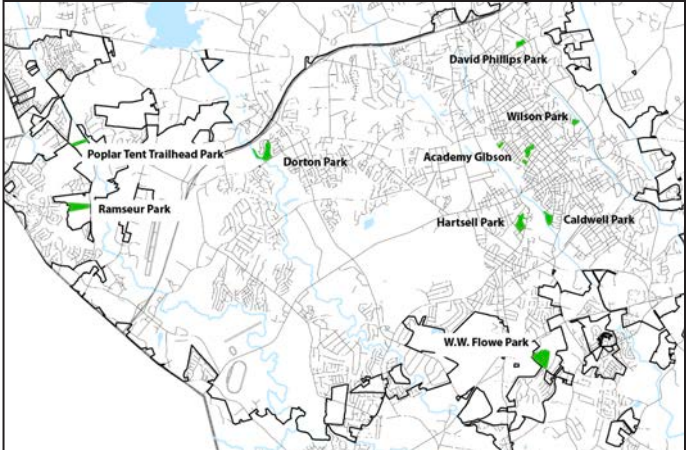 David Phillips Park
Wilson Park
Poplar Tent Trailhead Park
Dorton Park
Academy Gibson
Ramseur Park
Hartsell Park
Caldwell Park
W.W. Flowe Park